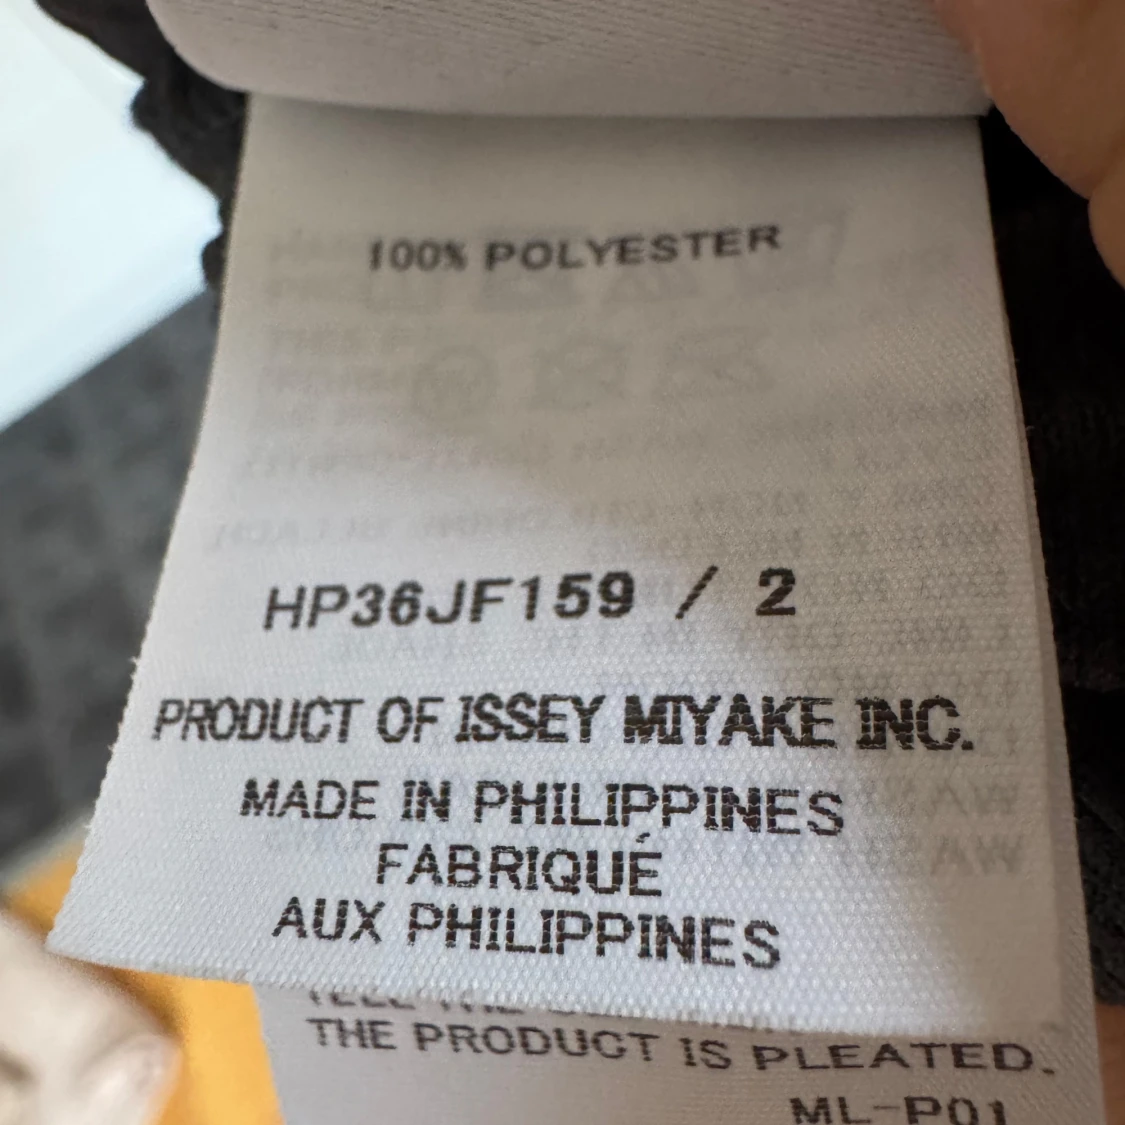 100% POLYESTER
HP36JF159 / 2
PRODUCT OF ISSEY MIYAKE INC.
MADE IN PHILIPPINES
FABRIQUÉ
AUX PHILIPPINES
THE PRODUCT IS PLEATED.
ML-P01